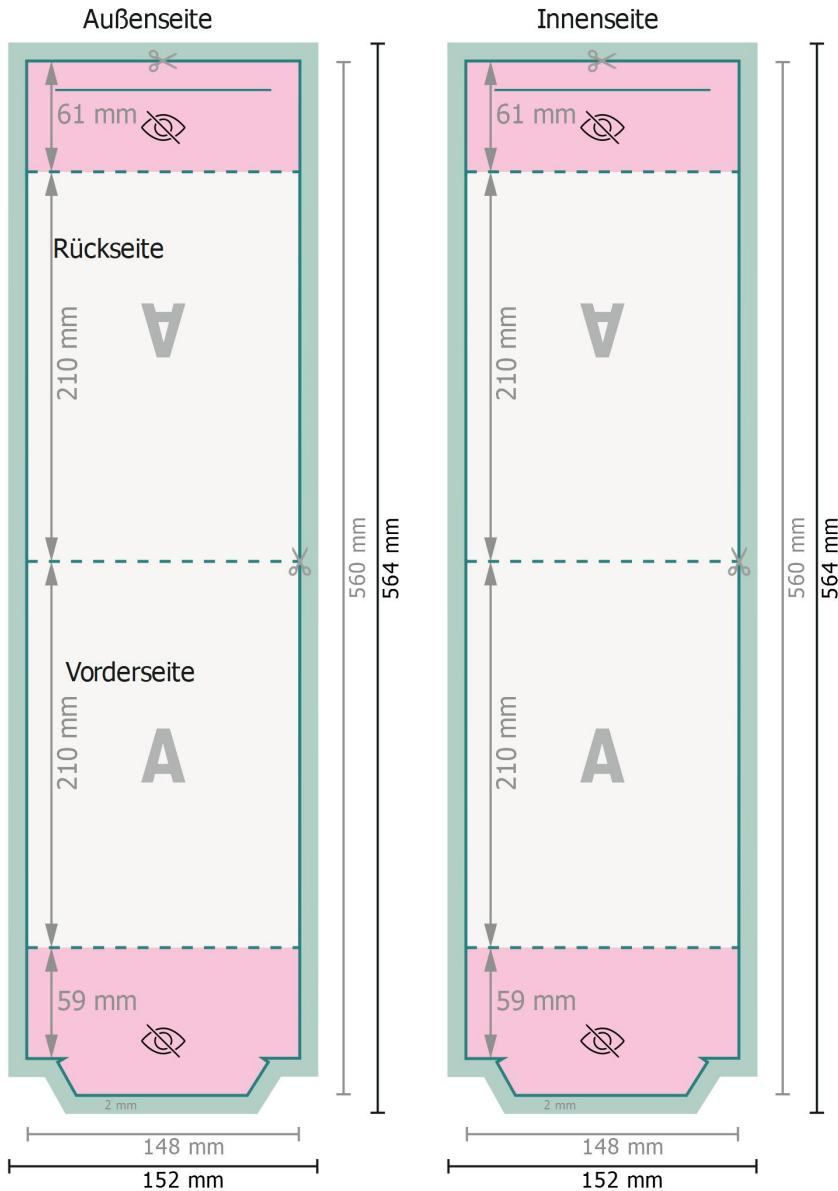 Außenseite
61 mm
Rückseite
A
210 mm
Vorderseite
A
210 mm
59 mm
2 mm
560 mm
564 mm
148 mm
152 mm
Innenseite
61 mm
A
210 mm
A
210 mm
59 mm
2 mm
560 mm
564 mm
148 mm
152 mm